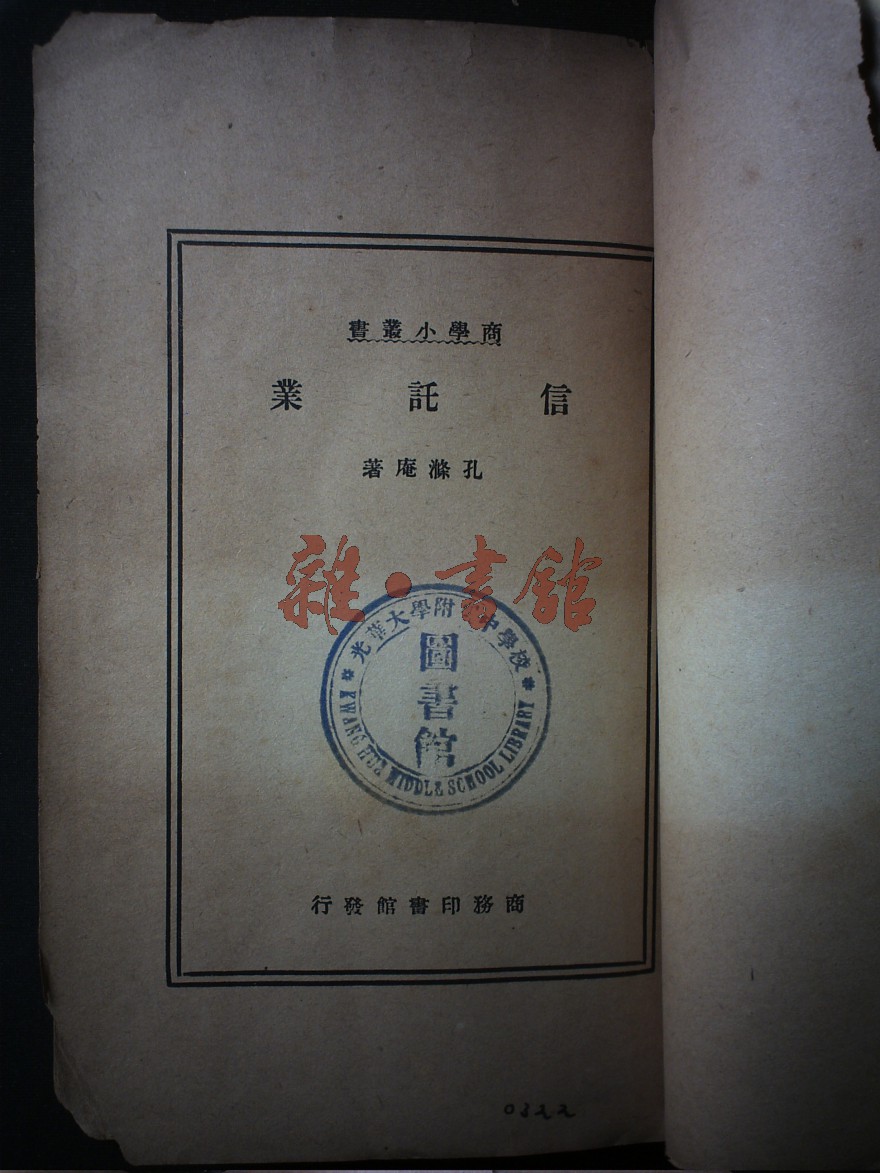 商學小叢書
信託業
孔滌庵著
雜·書館
光華大學附屬中學校
圖書館
KWANG HUA MIDDLE SCHOOL LIBRARY
商務印書館發行
0322